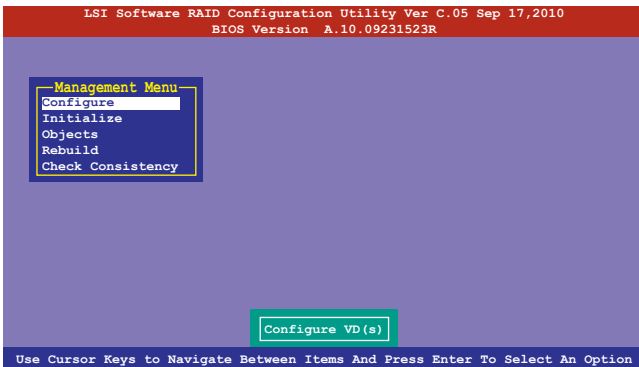 LSI Software RAID Configuration Utility Ver C.05 Sep 17,2010
BIOS Version A.10.09231523R
Management Menu
Configure
Initialize
Objects
Rebuild
Check Consistency
Configure VD(s)
Use Cursor Keys to Navigate Between Items And Press Enter To Select An Option